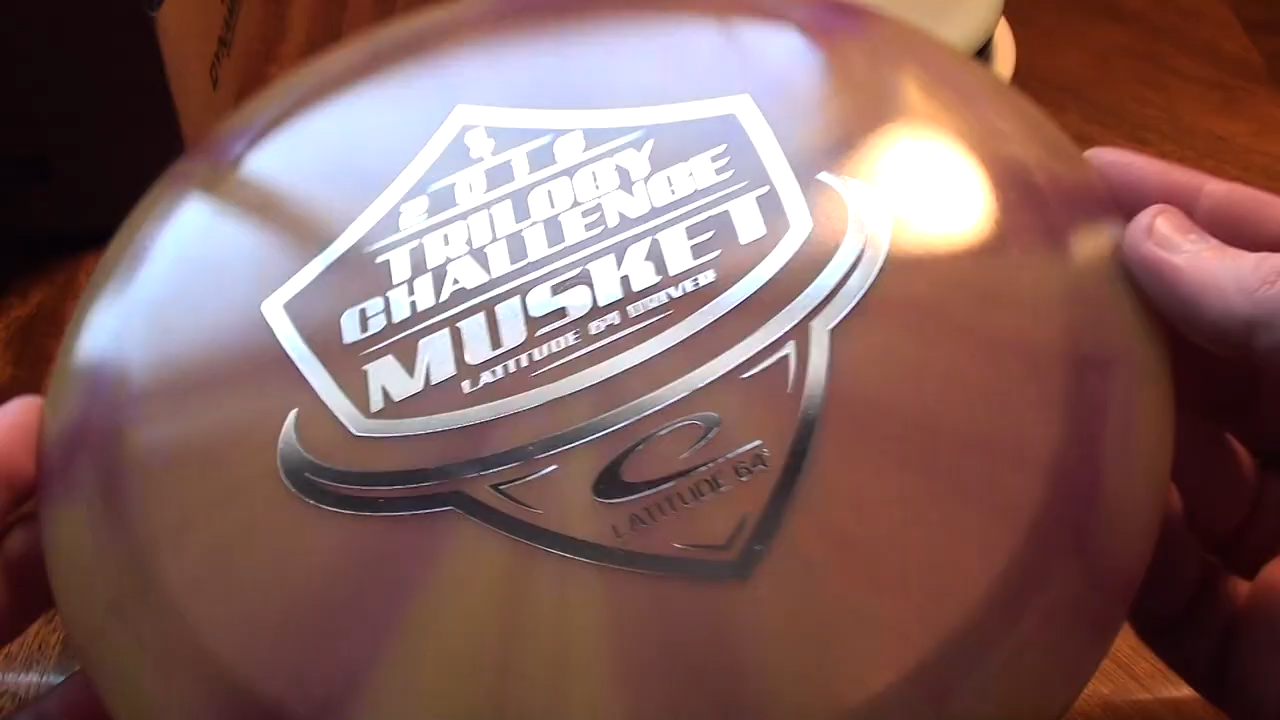 2016
TRILOGY
CHALLENGE
MUSKET
LATITUDE 64 DRIVER
LATITUDE 64°